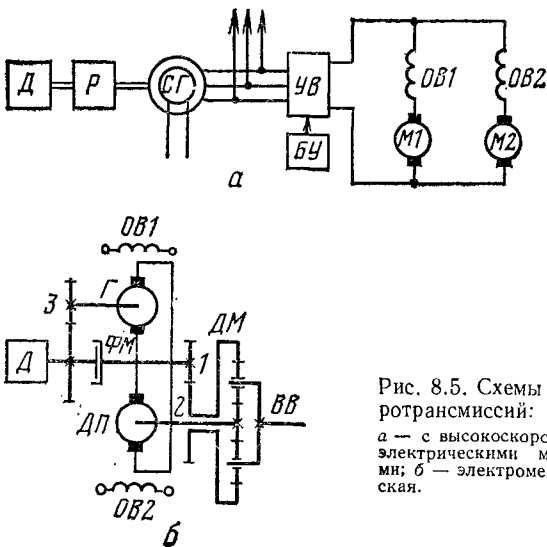 Д
Р
СГ
УВ
БУ
ОВ1
ОВ2
М1
М2
а
ОВ1
Г
3
Д
ФМ
1
ДМ
2
ДП
ВВ
ОВ2
б
Рис. 8.5. Схемы
ротрансмиссий:
а — с высокоскоро
электрическими м
ми; б — электромех
ская.